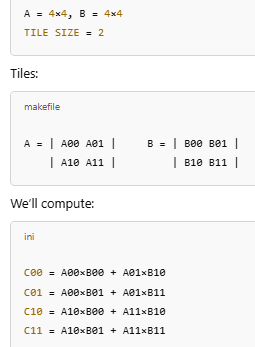 A = 4×4, B = 4×4
TILE SIZE = 2
Tiles:
makefile
A = | A00 A01 |     B = | B00 B01 |
    | A10 A11 |         | B10 B11 |
We'll compute:
ini
C00 = A00×B00 + A01×B10
C01 = A00×B01 + A01×B11
C10 = A10×B00 + A11×B10
C11 = A10×B01 + A11×B11